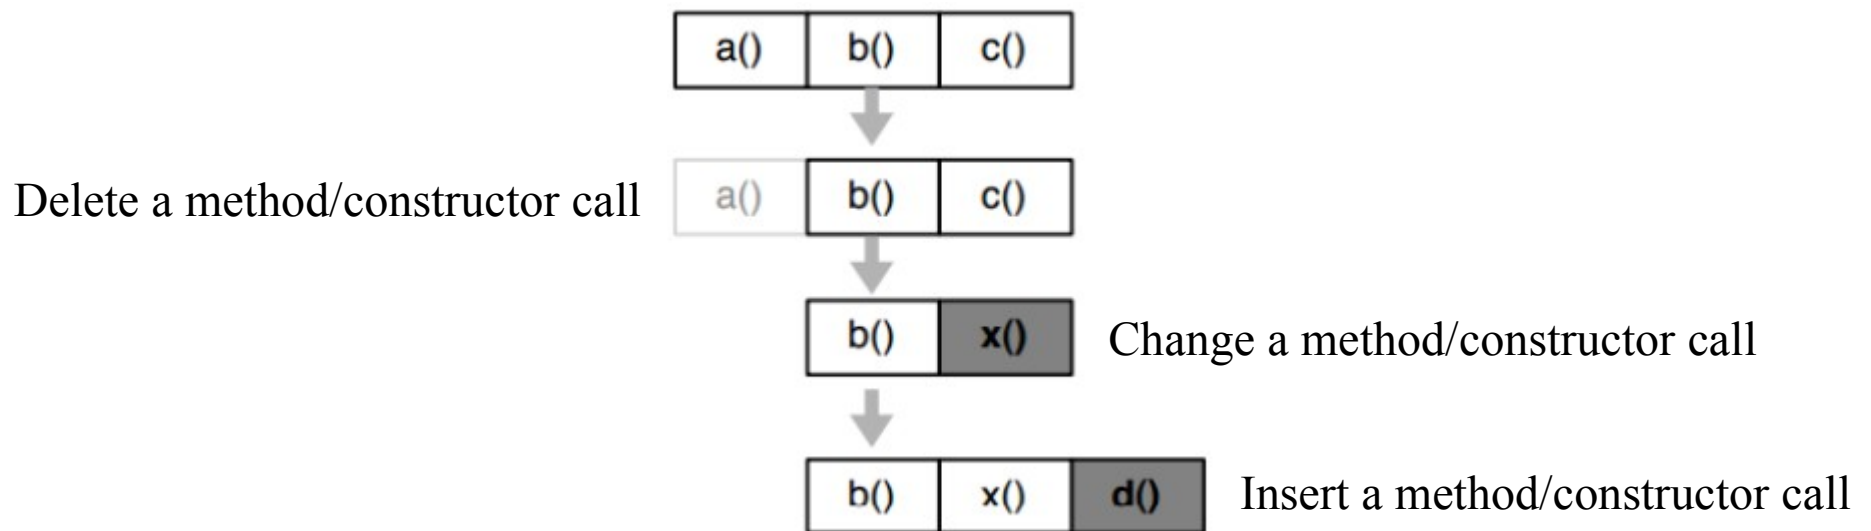 a() b() c()
Delete a method/constructor call a() b() c()
b() x() Change a method/constructor call
b() x() d() Insert a method/constructor call